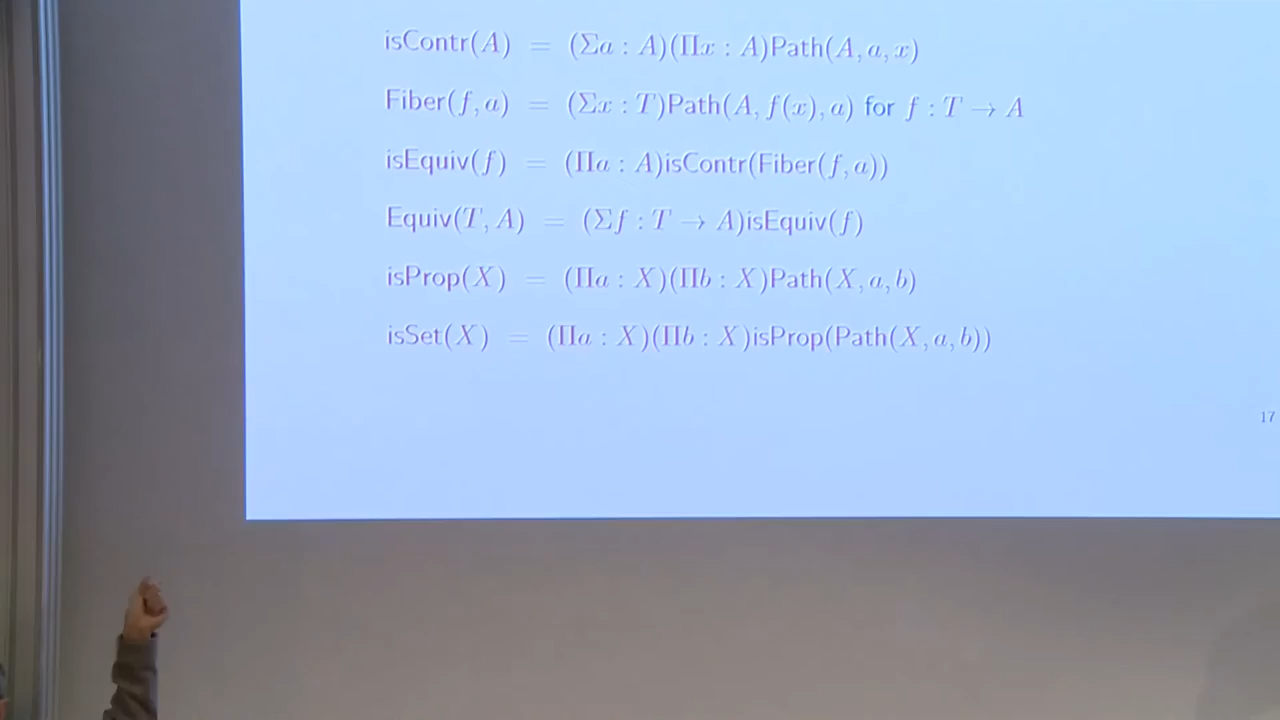 isContr(A) = (Σa : A)(Πx : A)Path(A, a, x)
Fiber(f, a) = (Σx : T)Path(A, f(x), a) for f : T → A
isEquiv(f) = (Πa : A)isContr(Fiber(f, a))
Equiv(T, A) = (Σf : T → A)isEquiv(f)
isProp(X) = (Πa : X)(Πb : X)Path(X, a, b)
isSet(X) = (Πa : X)(Πb : X)isProp(Path(X, a, b))
17